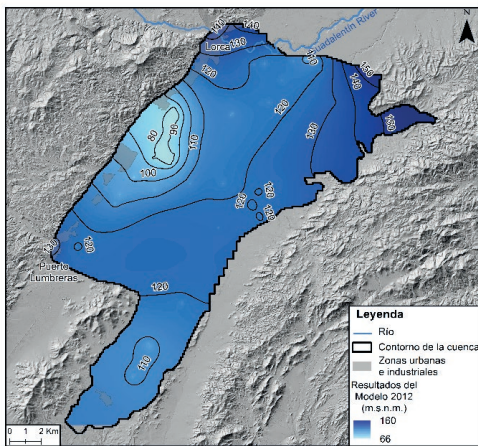 N
Guadalentín River
140
140
Lorca
130
110
120
150
140
120
80
90
110
130
100
120
120
120
120
Puerto
Lumbreras
120
110
0 1 2 Km
Leyenda
Río
Contorno de la cuenca
Zonas urbanas
e industriales
Resultados del
Modelo 2012
(m.s.n.m.)
160
66